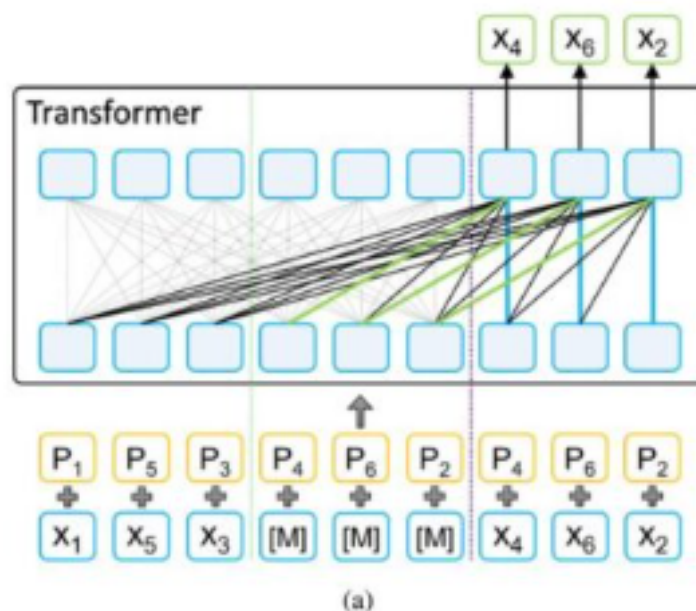 x₄ x₆ x₂
Transformer
P₁ P₅ P₃ P₄ P₆ P₂ P₄ P₆ P₂
x₁ x₅ x₃ [M] [M] [M] x₄ x₆ x₂
(a)